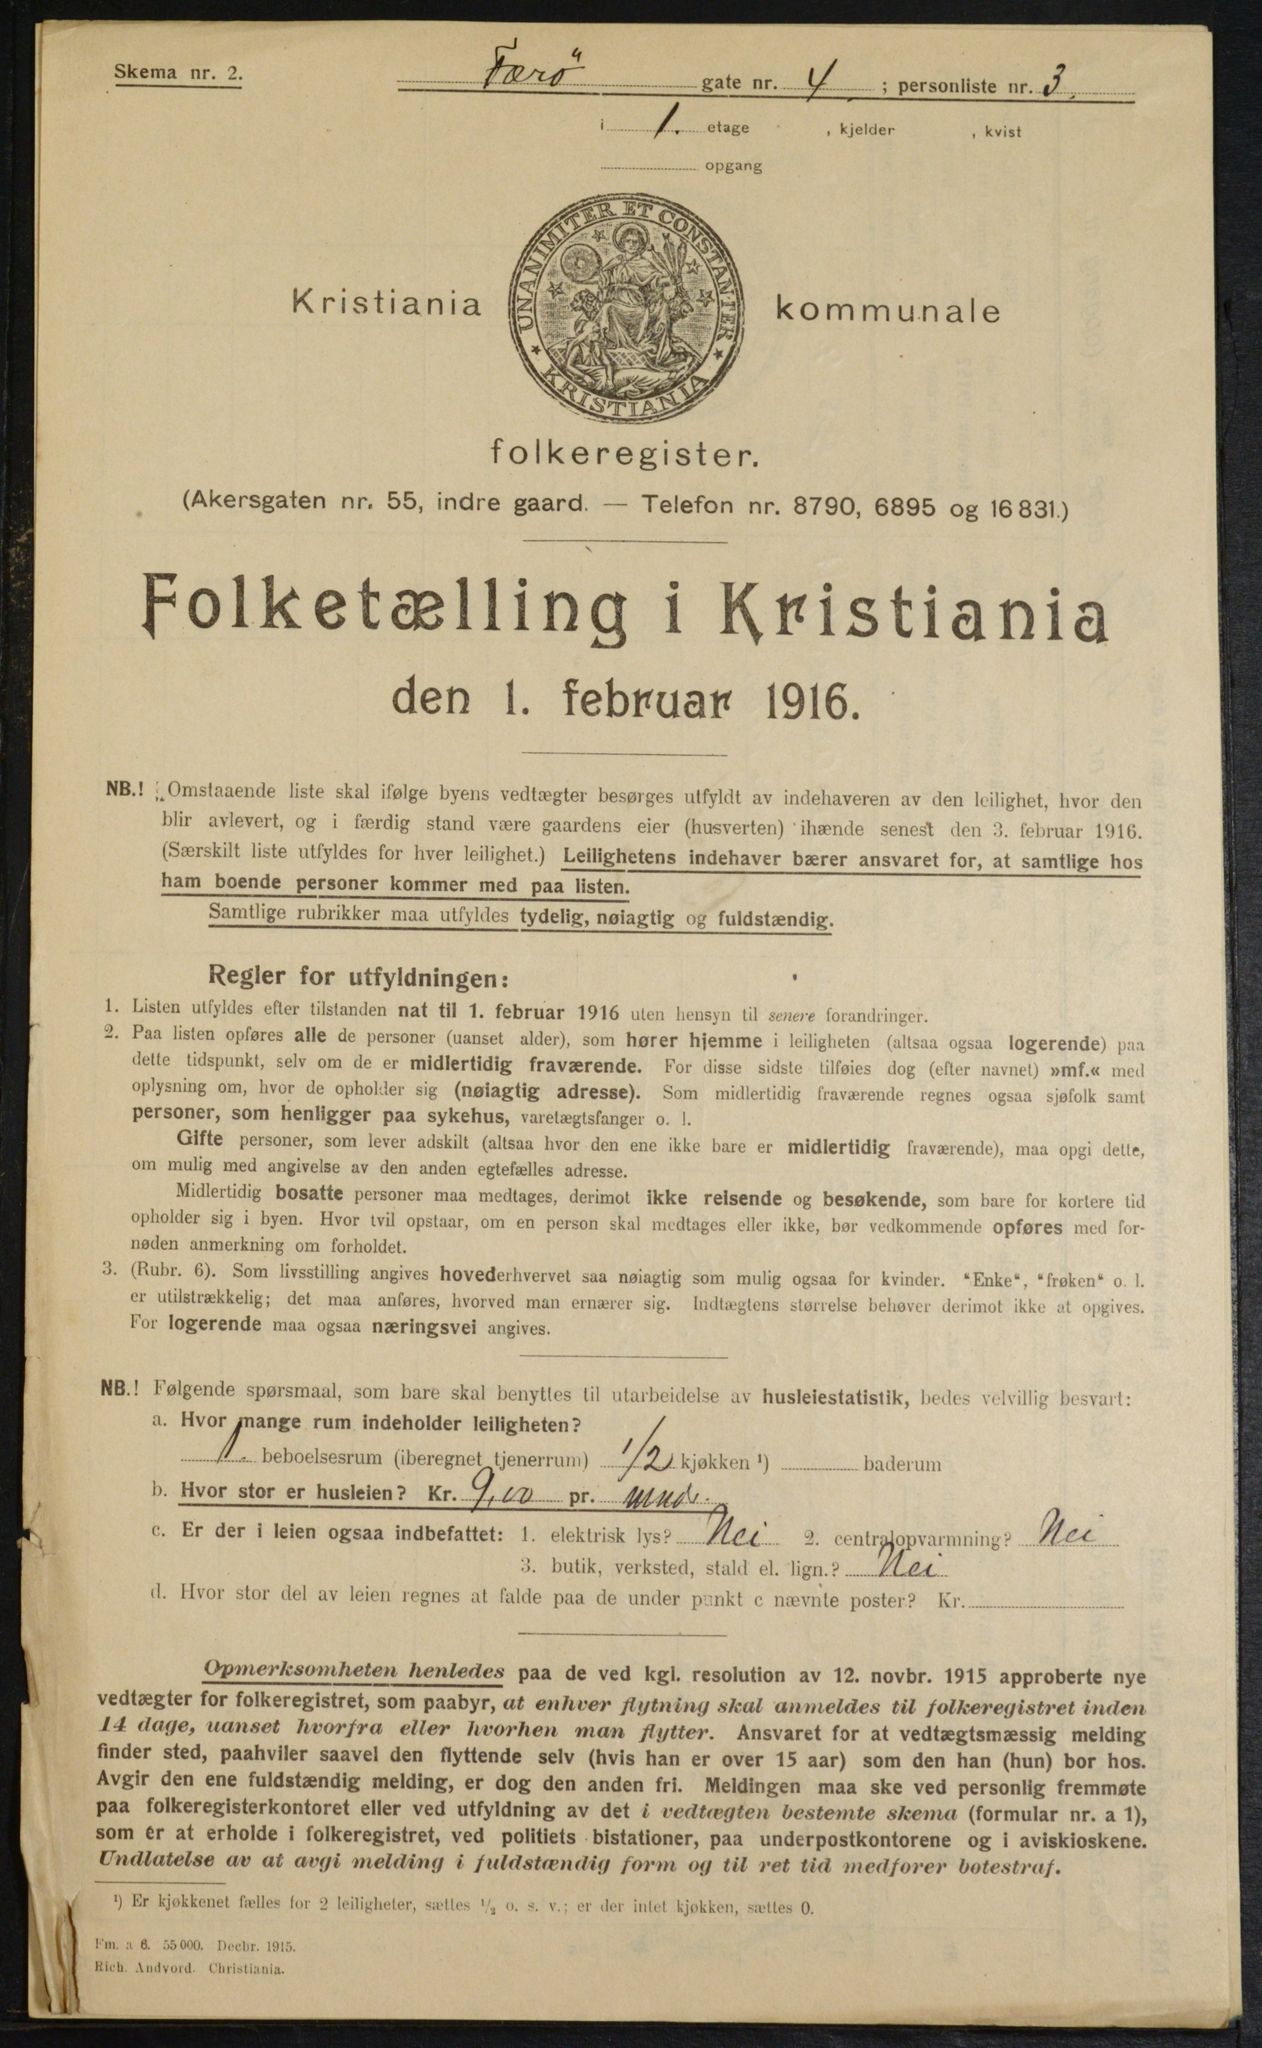 Skema nr. 2.
Færö" gate nr. 4 ; personliste nr. 3.
i 1. etage , kjelder , kvist
opgang
UNANIMITER ET CONSTANTER
★ KRISTIANIA ★
Kristiania kommunale
folkeregister.
(Akersgaten nr. 55, indre gaard. — Telefon nr. 8790, 6895 og 16831.)
Folketælling i Kristiania
den 1. februar 1916.
NB.! Omstaaende liste skal ifølge byens vedtægter besørges utfyldt av indehaveren av den leilighet, hvor den
blir avlevert, og i færdig stand være gaardens eier (husverten) ihænde senest den 3. februar 1916.
(Særskilt liste utfyldes for hver leilighet.) Leilighetens indehaver bærer ansvaret for, at samtlige hos
ham boende personer kommer med paa listen.
Samtlige rubrikker maa utfyldes tydelig, nøiagtig og fuldstændig.
Regler for utfyldningen:
1. Listen utfyldes efter tilstanden nat til 1. februar 1916 uten hensyn til senere forandringer.
2. Paa listen opføres alle de personer (uanset alder), som hører hjemme i leiligheten (altsaa ogsaa logerende) paa
dette tidspunkt, selv om de er midlertidig fraværende. For disse sidste tilføies dog (efter navnet) »mf.« med
oplysning om, hvor de opholder sig (nøiagtig adresse). Som midlertidig fraværende regnes ogsaa sjøfolk samt
personer, som henligger paa sykehus, varetægtsfanger o. l.
Gifte personer, som lever adskilt (altsaa hvor den ene ikke bare er midlertidig fraværende), maa opgi dette,
om mulig med angivelse av den anden egtefælles adresse.
Midlertidig bosatte personer maa medtages, derimot ikke reisende og besøkende, som bare for kortere tid
opholder sig i byen. Hvor tvil opstaar, om en person skal medtages eller ikke, bør vedkommende opføres med for-
nøden anmerkning om forholdet.
3. (Rubr. 6). Som livsstilling angives hovederhvervet saa nøiagtig som mulig ogsaa for kvinder. "Enke", "frøken" o. l.
er utilstrækkelig; det maa anføres, hvorved man ernærer sig. Indtægtens størrelse behøver derimot ikke at opgives.
For logerende maa ogsaa næringsvei angives.
NB.! Følgende spørsmaal, som bare skal benyttes til utarbeidelse av husleiestatistik, bedes velvillig besvart:
a. Hvor mange rum indeholder leiligheten?
1. beboelsesrum (iberegnet tjenerrum) 1/2 kjøkken ¹) baderum
b. Hvor stor er husleien? Kr. 9,00 pr. mnd.
c. Er der i leien ogsaa indbefattet: 1. elektrisk lys? Nei 2. centralopvarmning? Nei
3. butik, verksted, stald el. lign.? Nei
d. Hvor stor del av leien regnes at falde paa de under punkt c nævnte poster? Kr.
Opmerksomheten henledes paa de ved kgl. resolution av 12. novbr. 1915 approberte nye
vedtægter for folkeregistret, som paabyr, at enhver flytning skal anmeldes til folkeregistret inden
14 dage, uanset hvorfra eller hvorhen man flytter. Ansvaret for at vedtægtsmæssig melding
finder sted, paahviler saavel den flyttende selv (hvis han er over 15 aar) som den han (hun) bor hos.
Avgir den ene fuldstændig melding, er dog den anden fri. Meldingen maa ske ved personlig fremmøte
paa folkeregisterkontoret eller ved utfyldning av det i vedtægten bestemte skema (formular nr. a 1),
som er at erholde i folkeregistret, ved politiets bistationer, paa underpostkontorene og i aviskioskene.
Undlatelse av at avgi melding i fuldstændig form og til ret tid medfører bøtestraf.
¹) Er kjøkkenet fælles for 2 leiligheter, sættes ½ o. s. v.; er der intet kjøkken, sættes 0.
Fm. a 6. 55000. Decbr. 1915.
Rich. Andvord. Christiania.